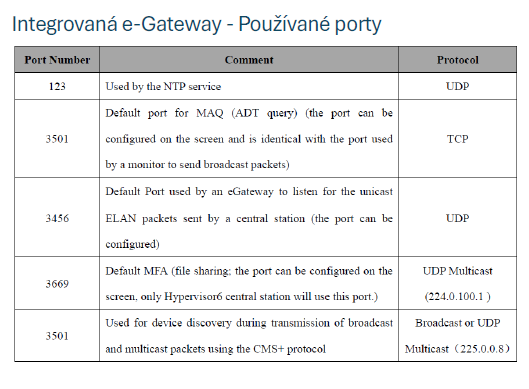 Integrovaná e-Gateway - Používané porty
Port Number Comment Protocol
123 Used by the NTP service UDP
Default port for MAQ (ADT query) (the port can be
3501 configured on the screen and is identical with the port used TCP
by a monitor to send broadcast packets)
Default Port used by an eGateway to listen for the unicast
3456 ELAN packets sent by a central station (the port can be UDP
configured)
3669 Default MFA (file sharing; the port can be configured on the UDP Multicast
screen, only Hypervisor6 central station will use this port.) (224.0.100.1 )
3501 Used for device discovery during transmission of broadcast Broadcast or UDP
and multicast packets using the CMS+ protocol Multicast（225.0.0.8）